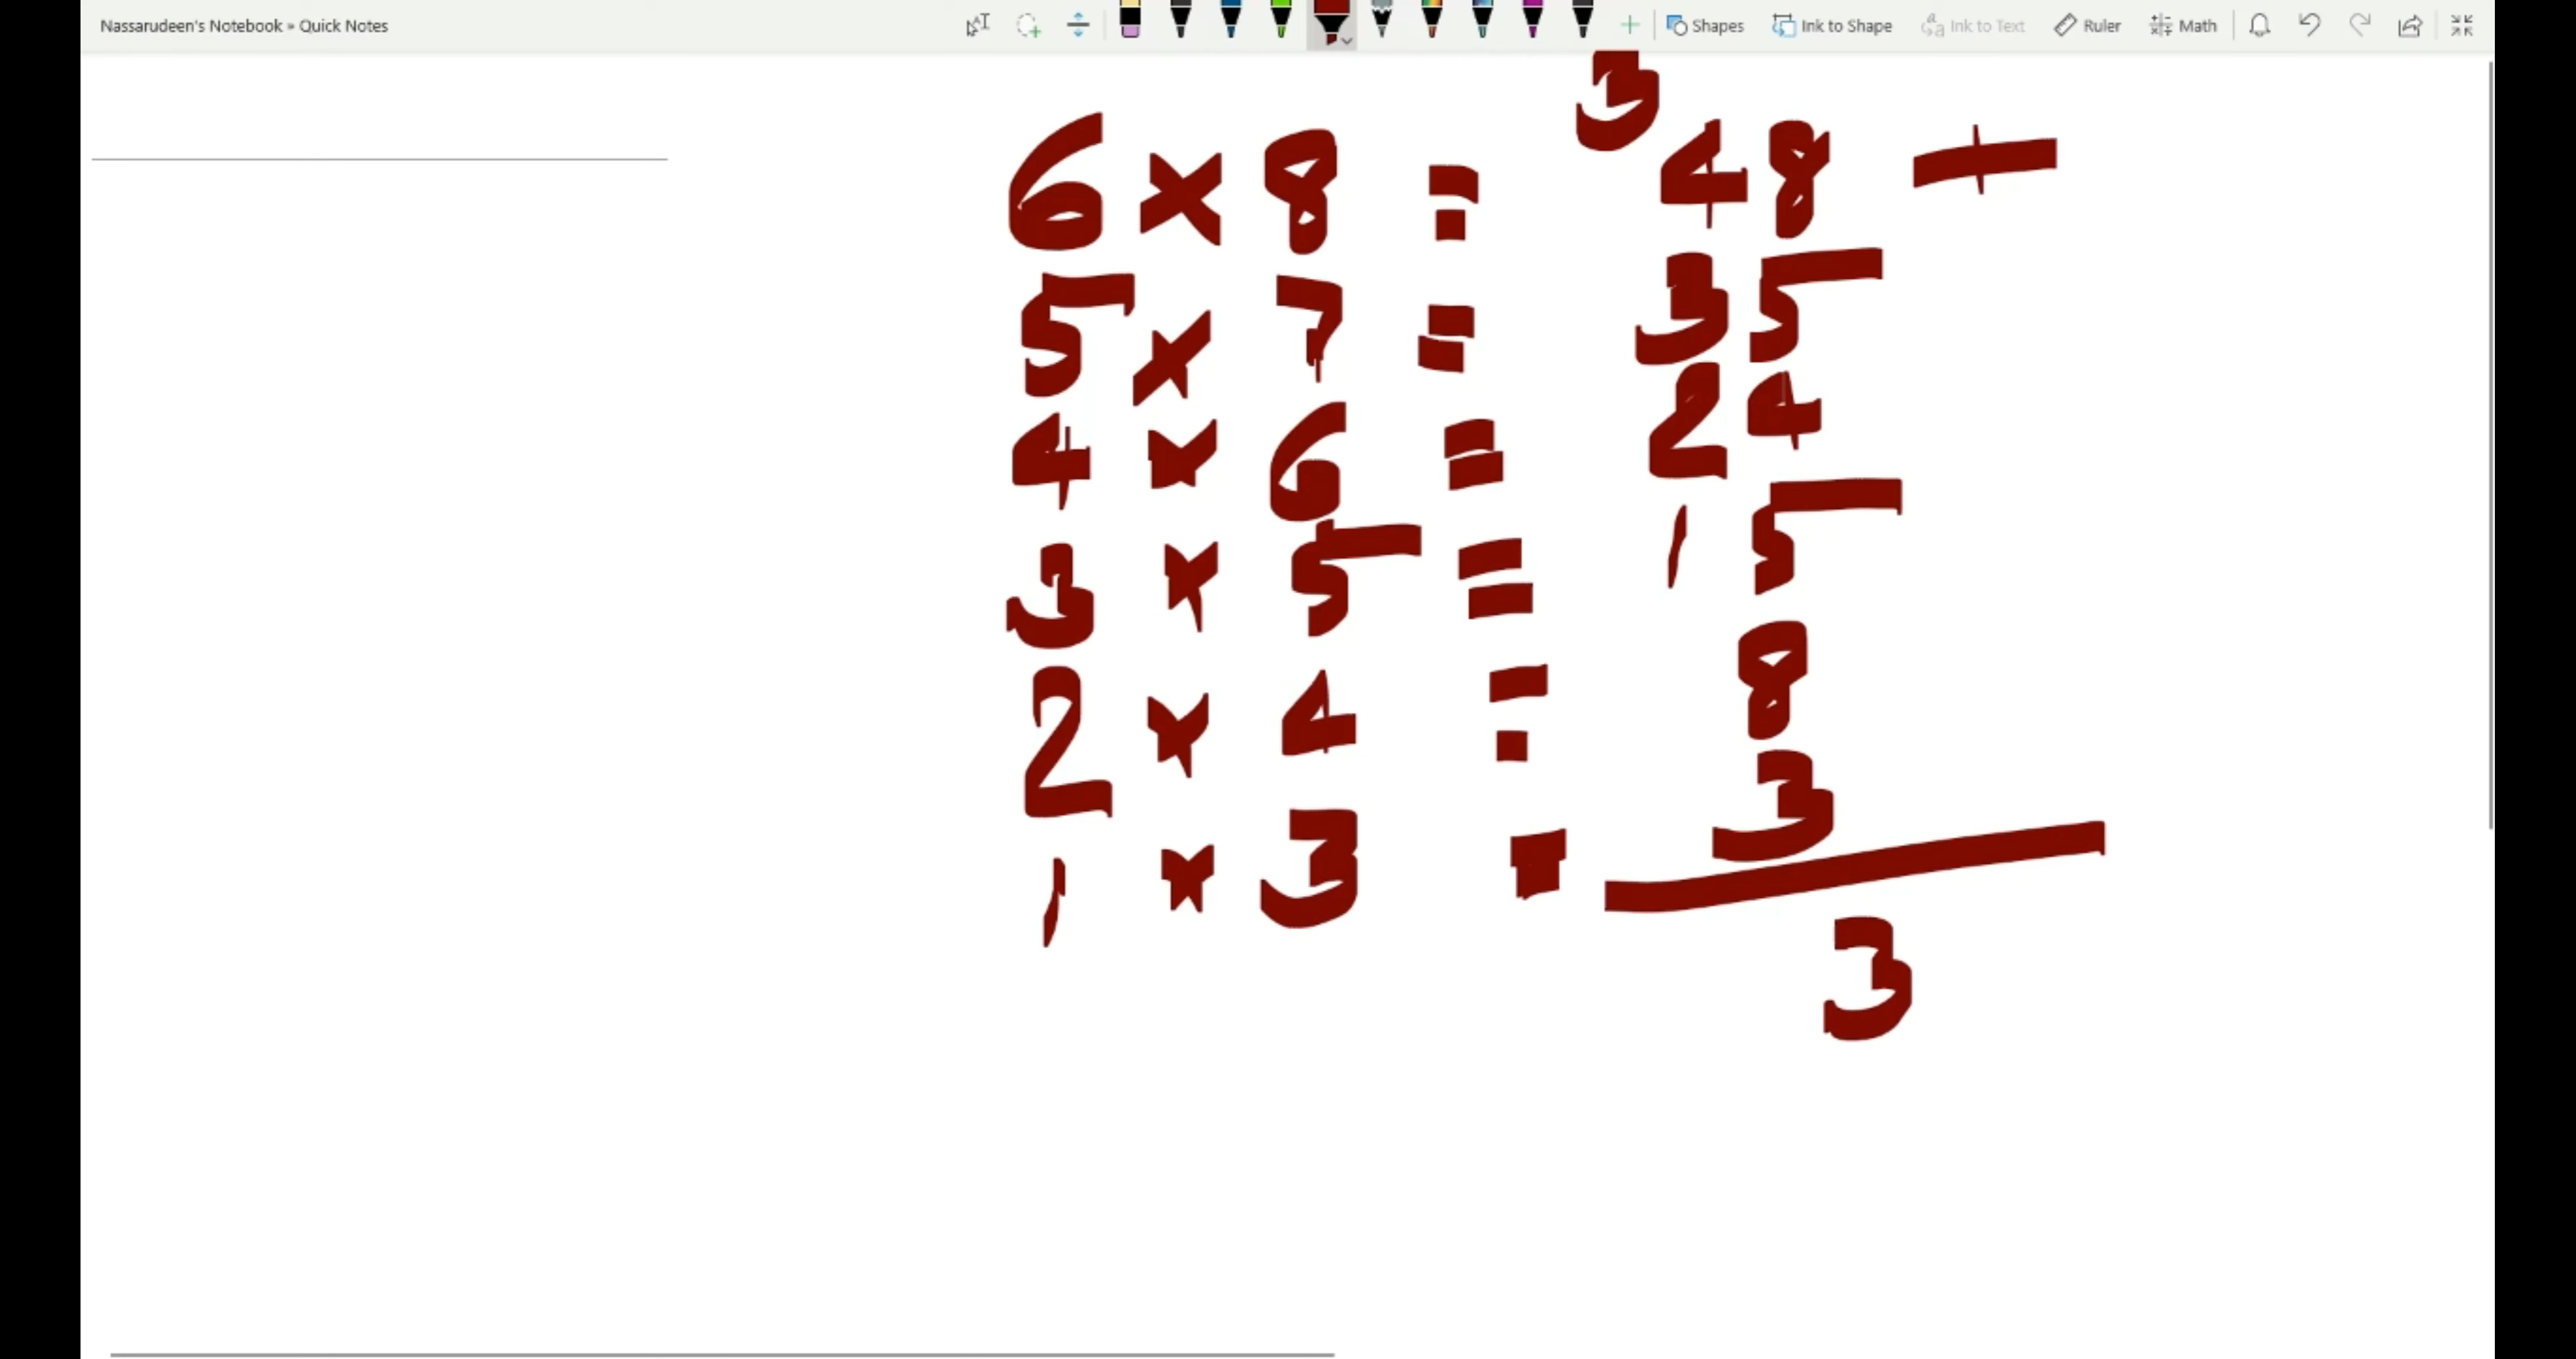 Nassarudeen's Notebook » Quick Notes
Shapes Ink to Shape Ink to Text Ruler Math
3
6 × 8 = 48 +
5 × 7 = 35
4 × 6 = 24
3 × 5 = 15
2 × 4 = 8
1 × 3 = 3
3